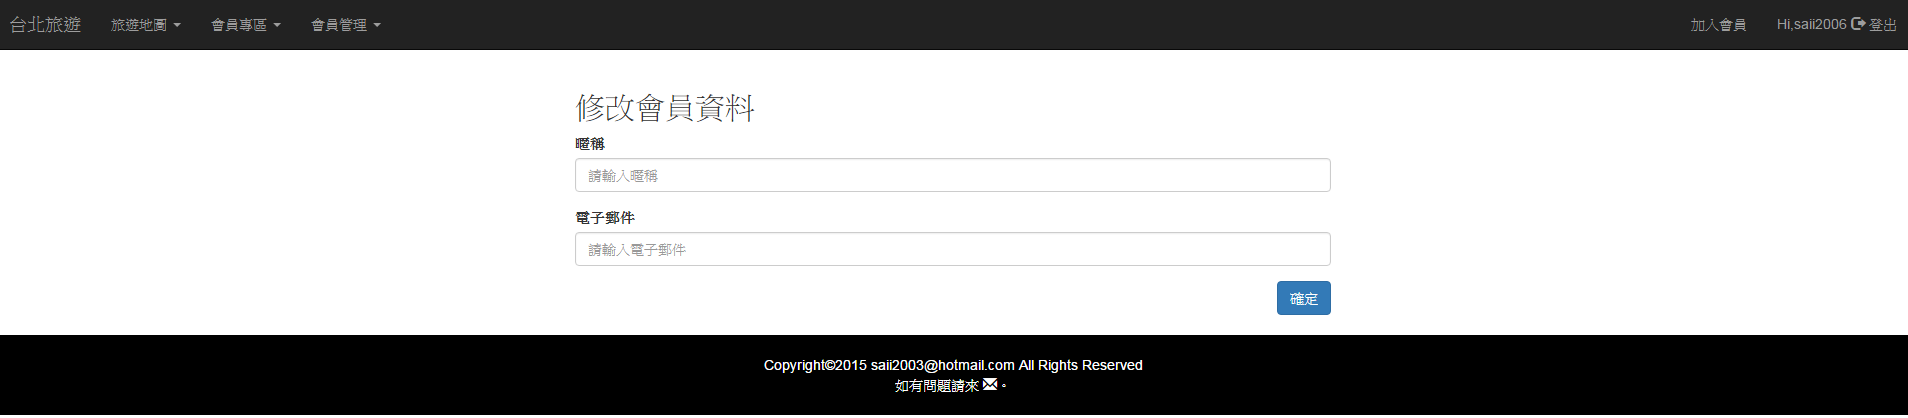 台北旅遊 旅遊地圖 會員專區 會員管理 加入會員 Hi,saii2006 登出
修改會員資料
暱稱
請輸入暱稱
電子郵件
請輸入電子郵件
確定
Copyright©2015 saii2003@hotmail.com All Rights Reserved
如有問題請來 。